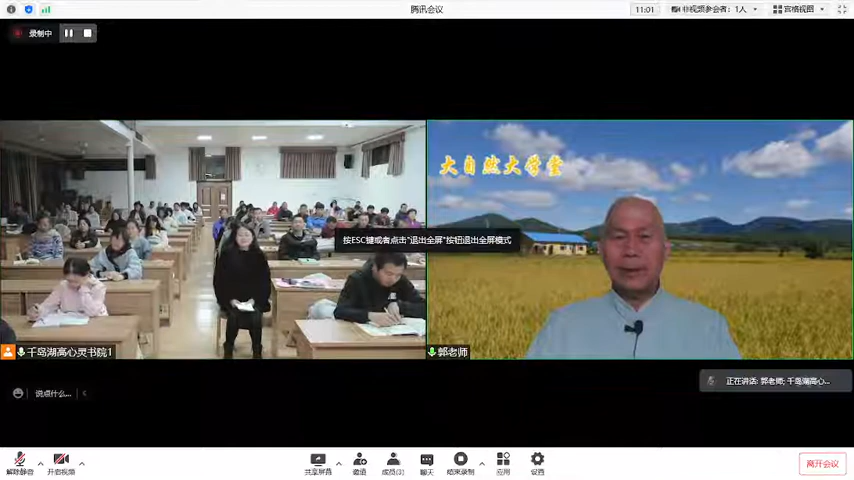 腾讯会议
11:01
非视频参会者：1人
宫格视图
录制中
大自然大学堂
按ESC键或者点击“退出全屏”按钮退出全屏模式
千岛湖高心灵书院1
郭老师
说点什么...
正在讲话: 郭老师; 千岛湖高心...
解除静音
开启视频
共享屏幕
邀请
成员(3)
聊天
结束录制
应用
设置
离开会议